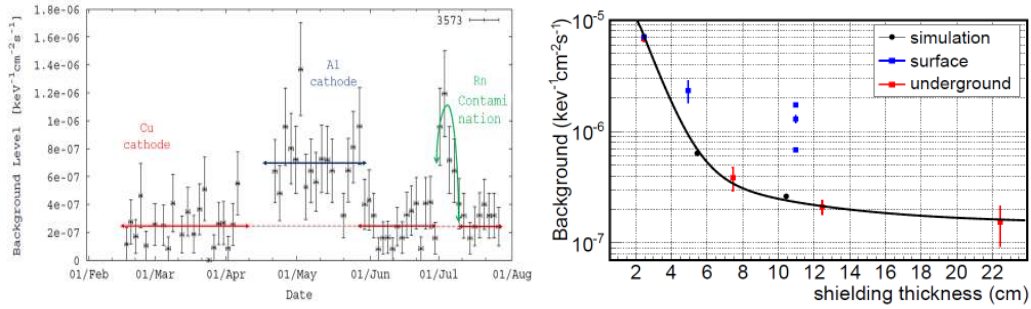 1.8e-06
1.6e-06
1.4e-06
1.2e-06
1e-06
8e-07
6e-07
4e-07
2e-07
0
Background Level [keV⁻¹cm⁻²s⁻¹]
3573
Cu
cathode
Al
cathode
Rn
Contami
nation
01/Feb 01/Mar 01/Apr 01/May 01/Jun 01/Jul 01/Aug
Date
10⁻⁵
10⁻⁶
10⁻⁷
Background (keV⁻¹cm⁻²s⁻¹)
simulation
surface
underground
2 4 6 8 10 12 14 16 18 20 22 24
shielding thickness (cm)